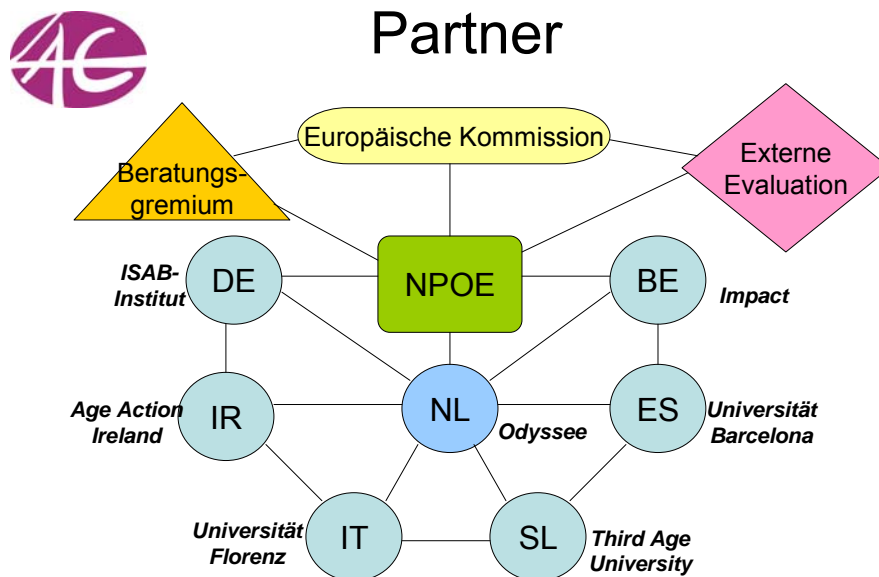 LAC
Partner
Europäische Kommission
Beratungs-
gremium
Externe
Evaluation
ISAB-
Institut
DE
NPOE
BE
Impact
Age Action
Ireland
IR
NL
Odyssee
ES
Universität
Barcelona
Universität
Florenz
IT
SL
Third Age
University